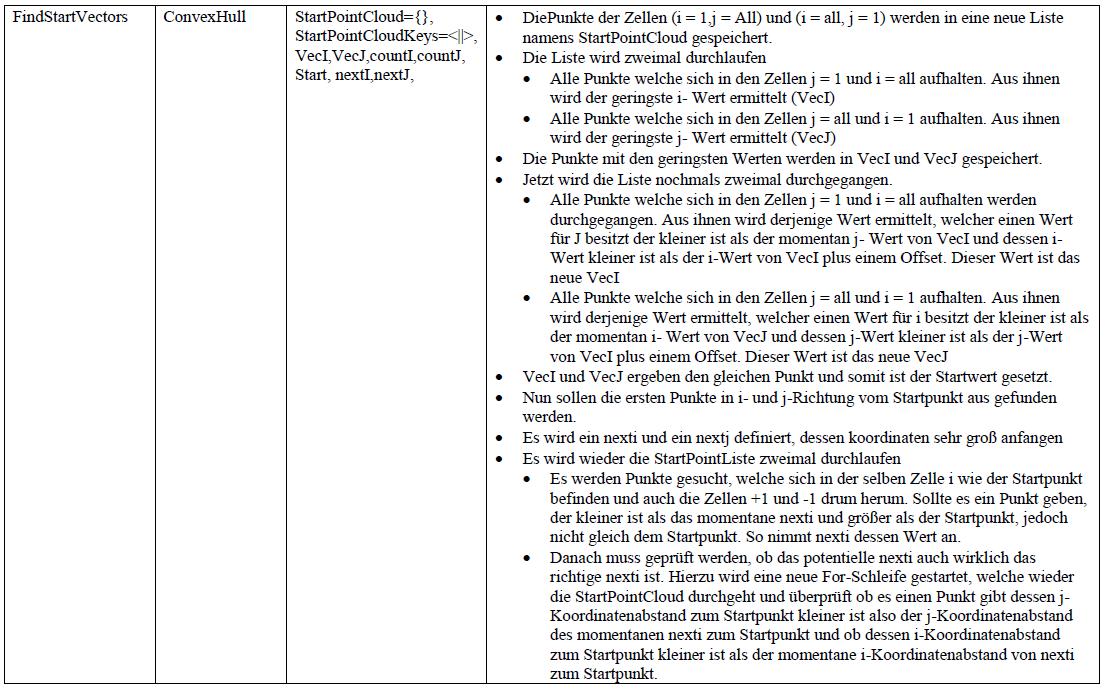 FindStartVectors
ConvexHull
StartPointCloud={},
StartPointCloudKeys=<||>,
VecI,VecJ,countI,countJ,
Start, nextI,nextJ,
• DiePunkte der Zellen (i = 1,j = All) und (i = all, j = 1) werden in eine neue Liste
namens StartPointCloud gespeichert.
• Die Liste wird zweimal durchlaufen
• Alle Punkte welche sich in den Zellen j = 1 und i = all aufhalten. Aus ihnen
wird der geringste i- Wert ermittelt (VecI)
• Alle Punkte welche sich in den Zellen j = all und i = 1 aufhalten. Aus ihnen
wird der geringste j- Wert ermittelt (VecJ)
• Die Punkte mit den geringsten Werten werden in VecI und VecJ gespeichert.
• Jetzt wird die Liste nochmals zweimal durchgegangen.
• Alle Punkte welche sich in den Zellen j = 1 und i = all aufhalten werden
durchgegangen. Aus ihnen wird derjenige Wert ermittelt, welcher einen Wert
für J besitzt der kleiner ist als der momentan j- Wert von VecI und dessen i-
Wert kleiner ist als der i-Wert von VecI plus einem Offset. Dieser Wert ist das
neue VecI
• Alle Punkte welche sich in den Zellen j = all und i = 1 aufhalten. Aus ihnen
wird derjenige Wert ermittelt, welcher einen Wert für i besitzt der kleiner ist als
der momentan i- Wert von VecJ und dessen j-Wert kleiner ist als der j-Wert
von VecI plus einem Offset. Dieser Wert ist das neue VecJ
• VecI und VecJ ergeben den gleichen Punkt und somit ist der Startwert gesetzt.
• Nun sollen die ersten Punkte in i- und j-Richtung vom Startpunkt aus gefunden
werden.
• Es wird ein nexti und ein nextj definiert, dessen koordinaten sehr groß anfangen
• Es wird wieder die StartPointListe zweimal durchlaufen
• Es werden Punkte gesucht, welche sich in der selben Zelle i wie der Startpunkt
befinden und auch die Zellen +1 und -1 drum herum. Sollte es ein Punkt geben,
der kleiner ist als das momentane nexti und größer als der Startpunkt, jedoch
nicht gleich dem Startpunkt. So nimmt nexti dessen Wert an.
• Danach muss geprüft werden, ob das potentielle nexti auch wirklich das
richtige nexti ist. Hierzu wird eine neue For-Schleife gestartet, welche wieder
die StartPointCloud durchgeht und überprüft ob es einen Punkt gibt dessen j-
Koordinatenabstand zum Startpunkt kleiner ist also der j-Koordinatenabstand
des momentanen nexti zum Startpunkt und ob dessen i-Koordinatenabstand
zum Startpunkt kleiner ist als der momentane i-Koordinatenabstand von nexti
zum Startpunkt.